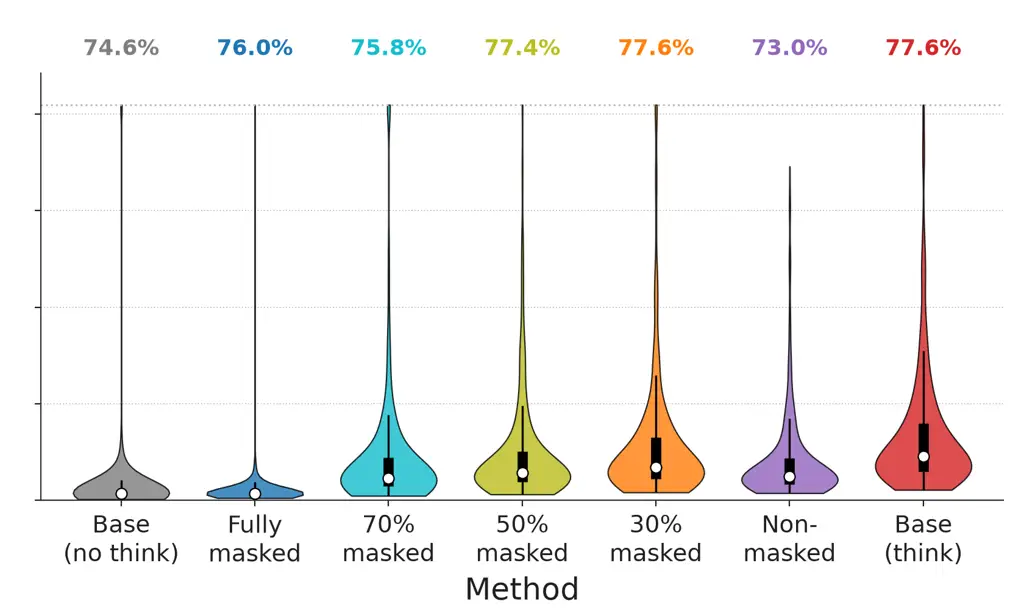 74.6% 76.0% 75.8% 77.4% 77.6% 73.0% 77.6%
Base Fully 70% 50% 30% Non- Base
(no think) masked masked masked masked masked (think)
Method